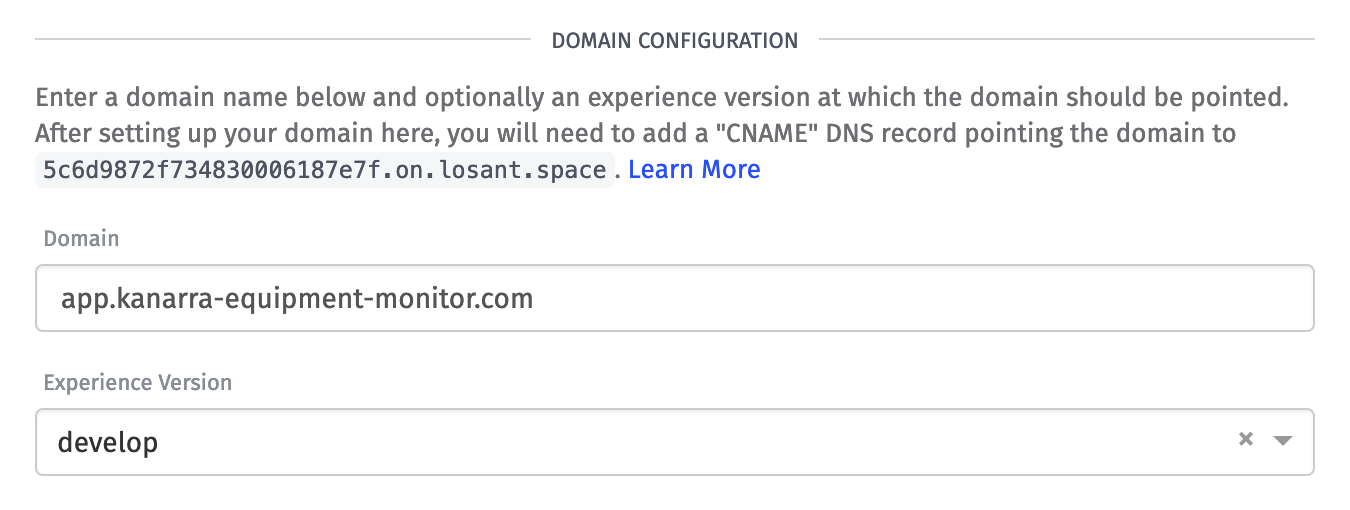 DOMAIN CONFIGURATION
Enter a domain name below and optionally an experience version at which the domain should be pointed.
After setting up your domain here, you will need to add a "CNAME" DNS record pointing the domain to
5c6d9872f734830006187e7f.on.losant.space. Learn More
Domain
app.kanarra-equipment-monitor.com
Experience Version
develop